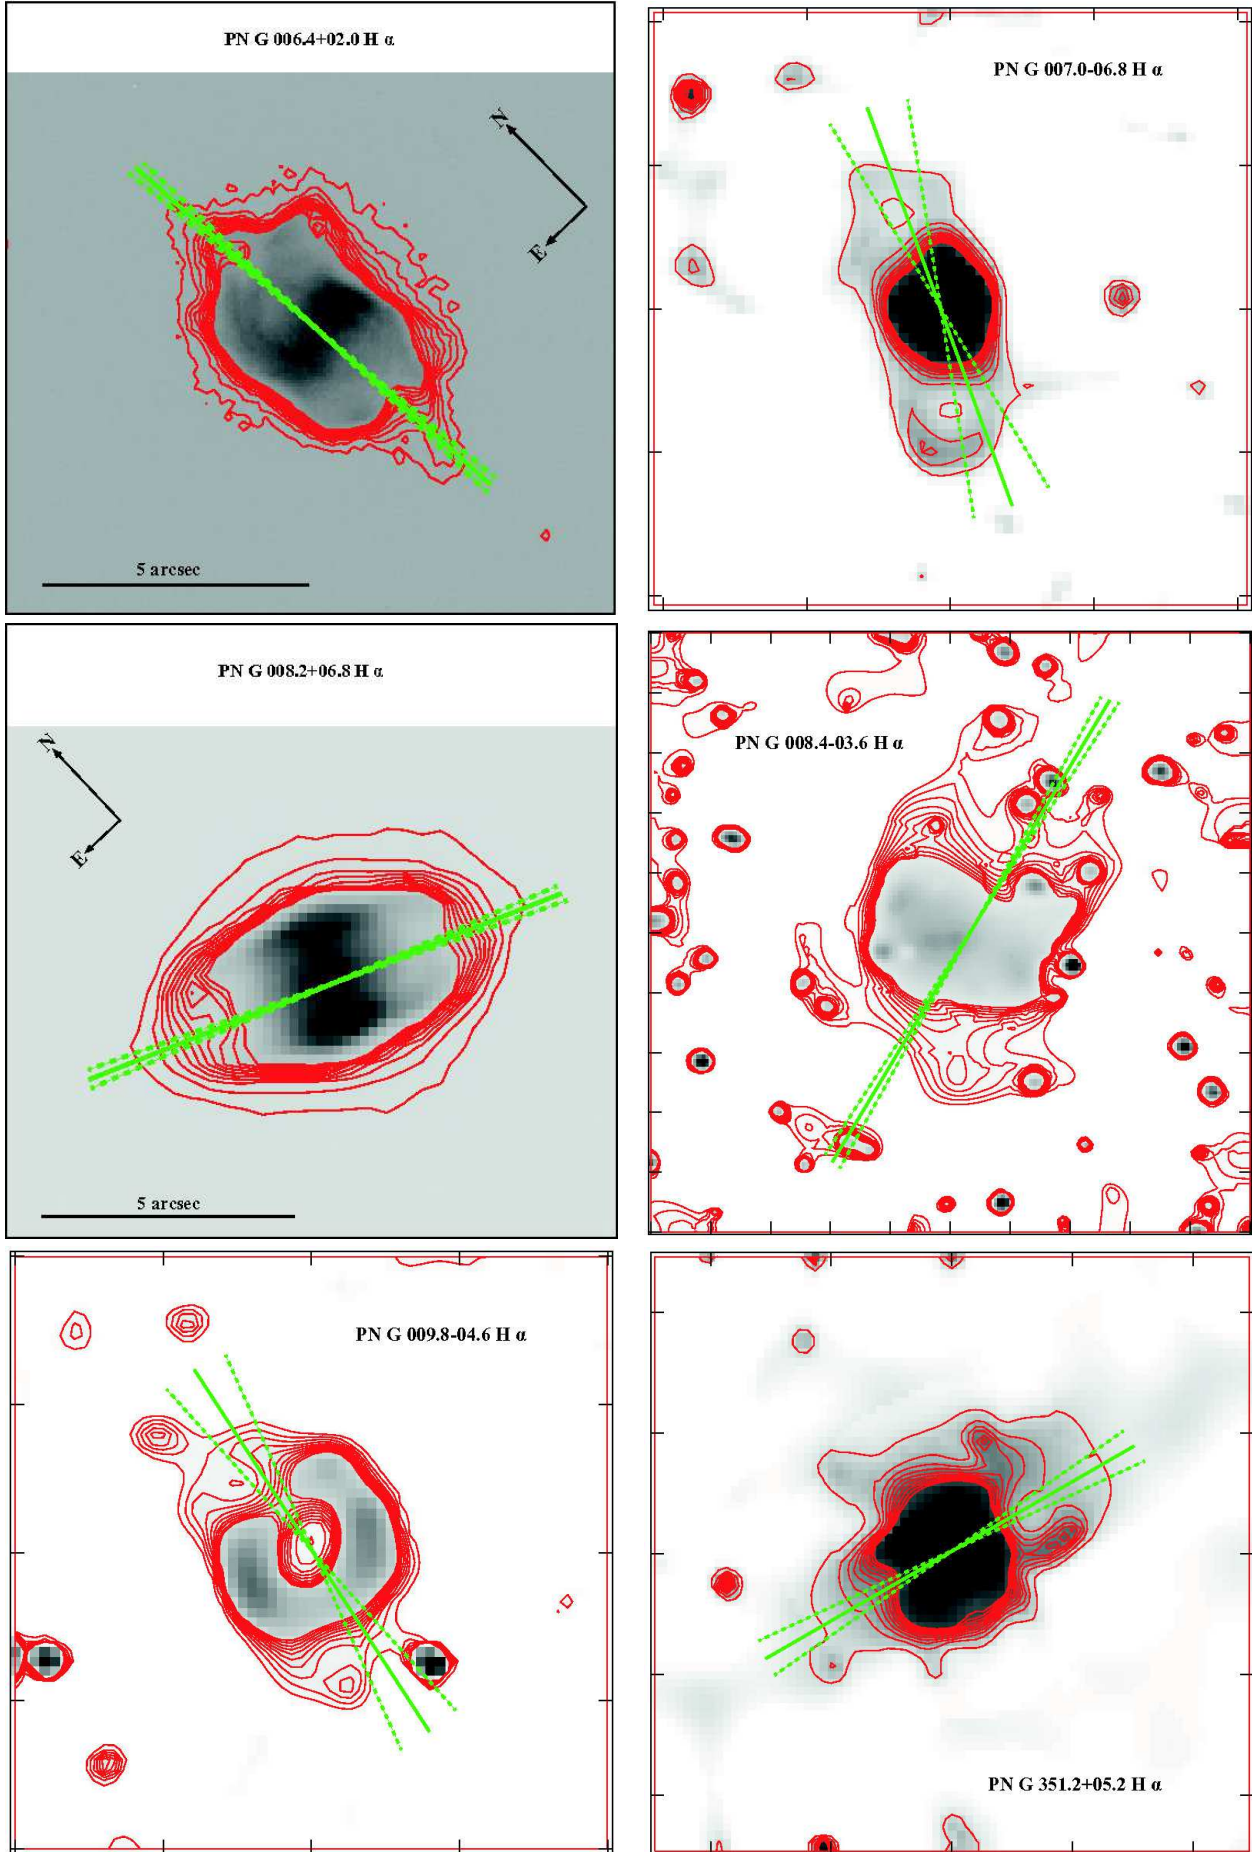 PN G 006.4+02.0 H α
N
E
5 arcsec
PN G 007.0-06.8 H α
PN G 008.2+06.8 H α
N
E
5 arcsec
PN G 008.4-03.6 H α
PN G 009.8-04.6 H α
PN G 351.2+05.2 H α